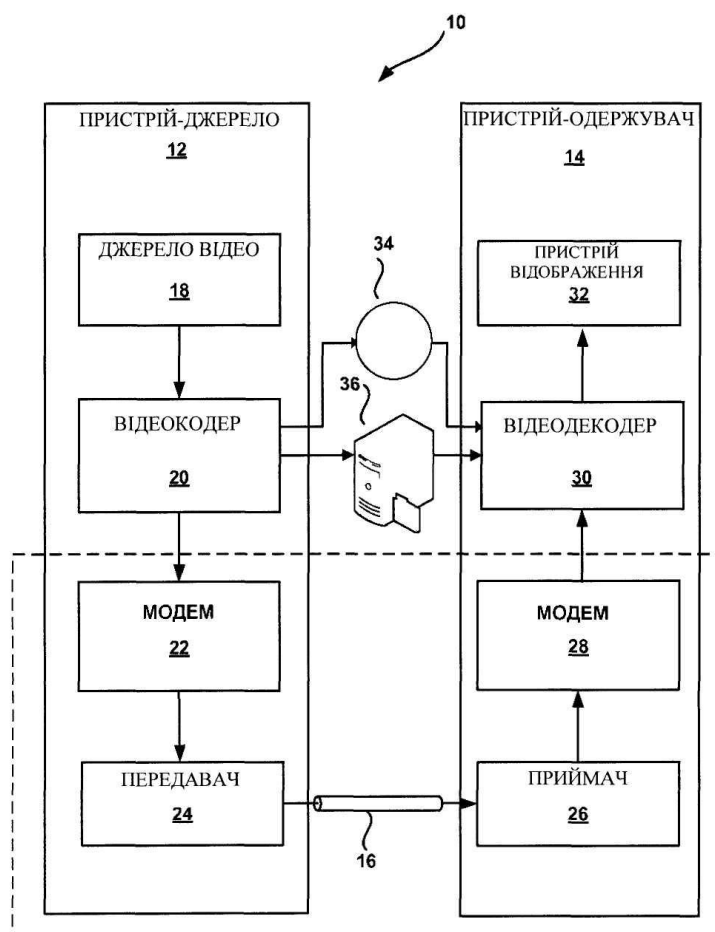 10
ПРИСТРІЙ-ДЖЕРЕЛО
12
ПРИСТРІЙ-ОДЕРЖУВАЧ
14
ДЖЕРЕЛО ВІДЕО
18
34
ПРИСТРІЙ
ВІДОБРАЖЕННЯ
32
36
ВІДЕОКОДЕР
20
ВІДЕОДЕКОДЕР
30
МОДЕМ
22
МОДЕМ
28
ПЕРЕДАВАЧ
24
16
ПРИЙМАЧ
26